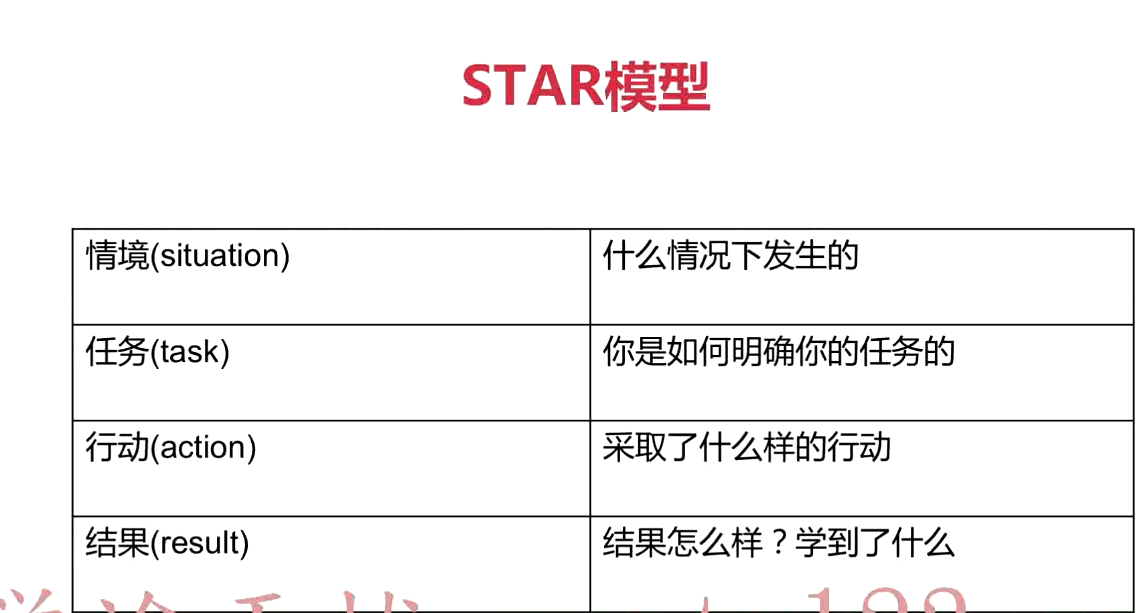 STAR模型
情境(situation)
什么情况下发生的
任务(task)
你是如何明确你的任务的
行动(action)
采取了什么样的行动
结果(result)
结果怎么样？学到了什么